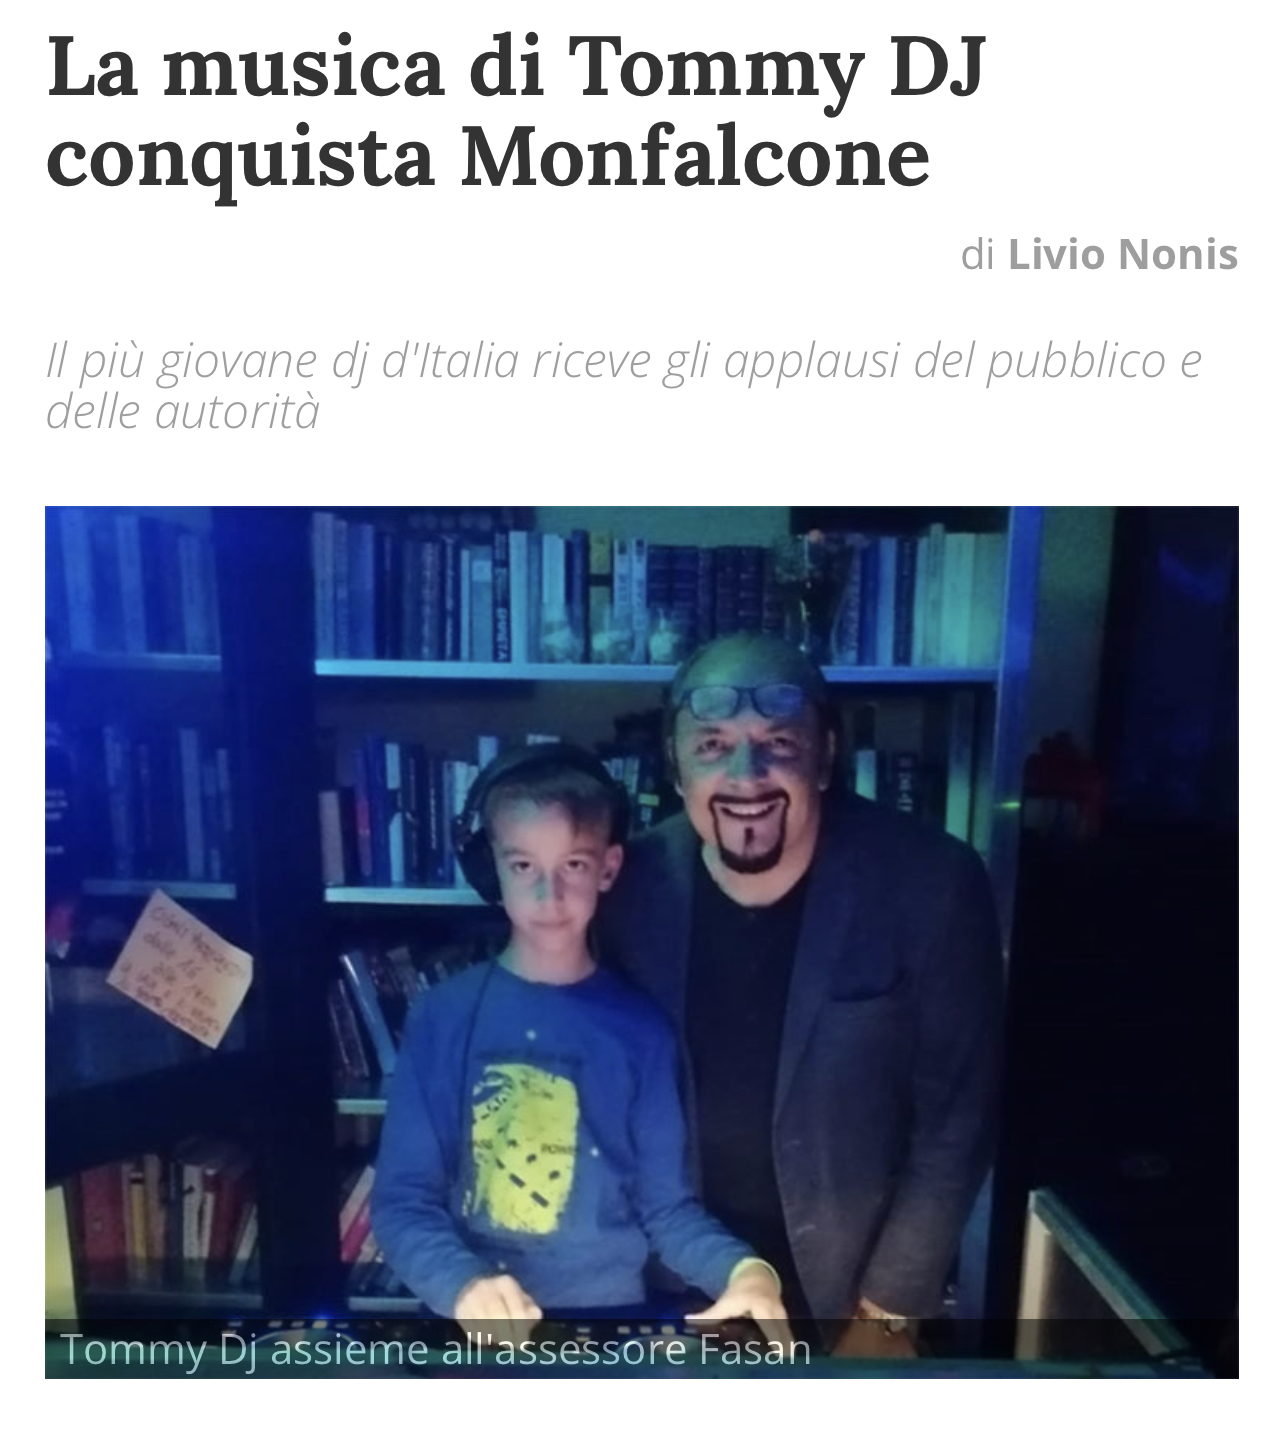 La musica di Tommy DJ
conquista Monfalcone
di Livio Nonis
Il più giovane dj d'Italia riceve gli applausi del pubblico e
delle autorità
POWER
Tommy Dj assieme all'assessore Fasan